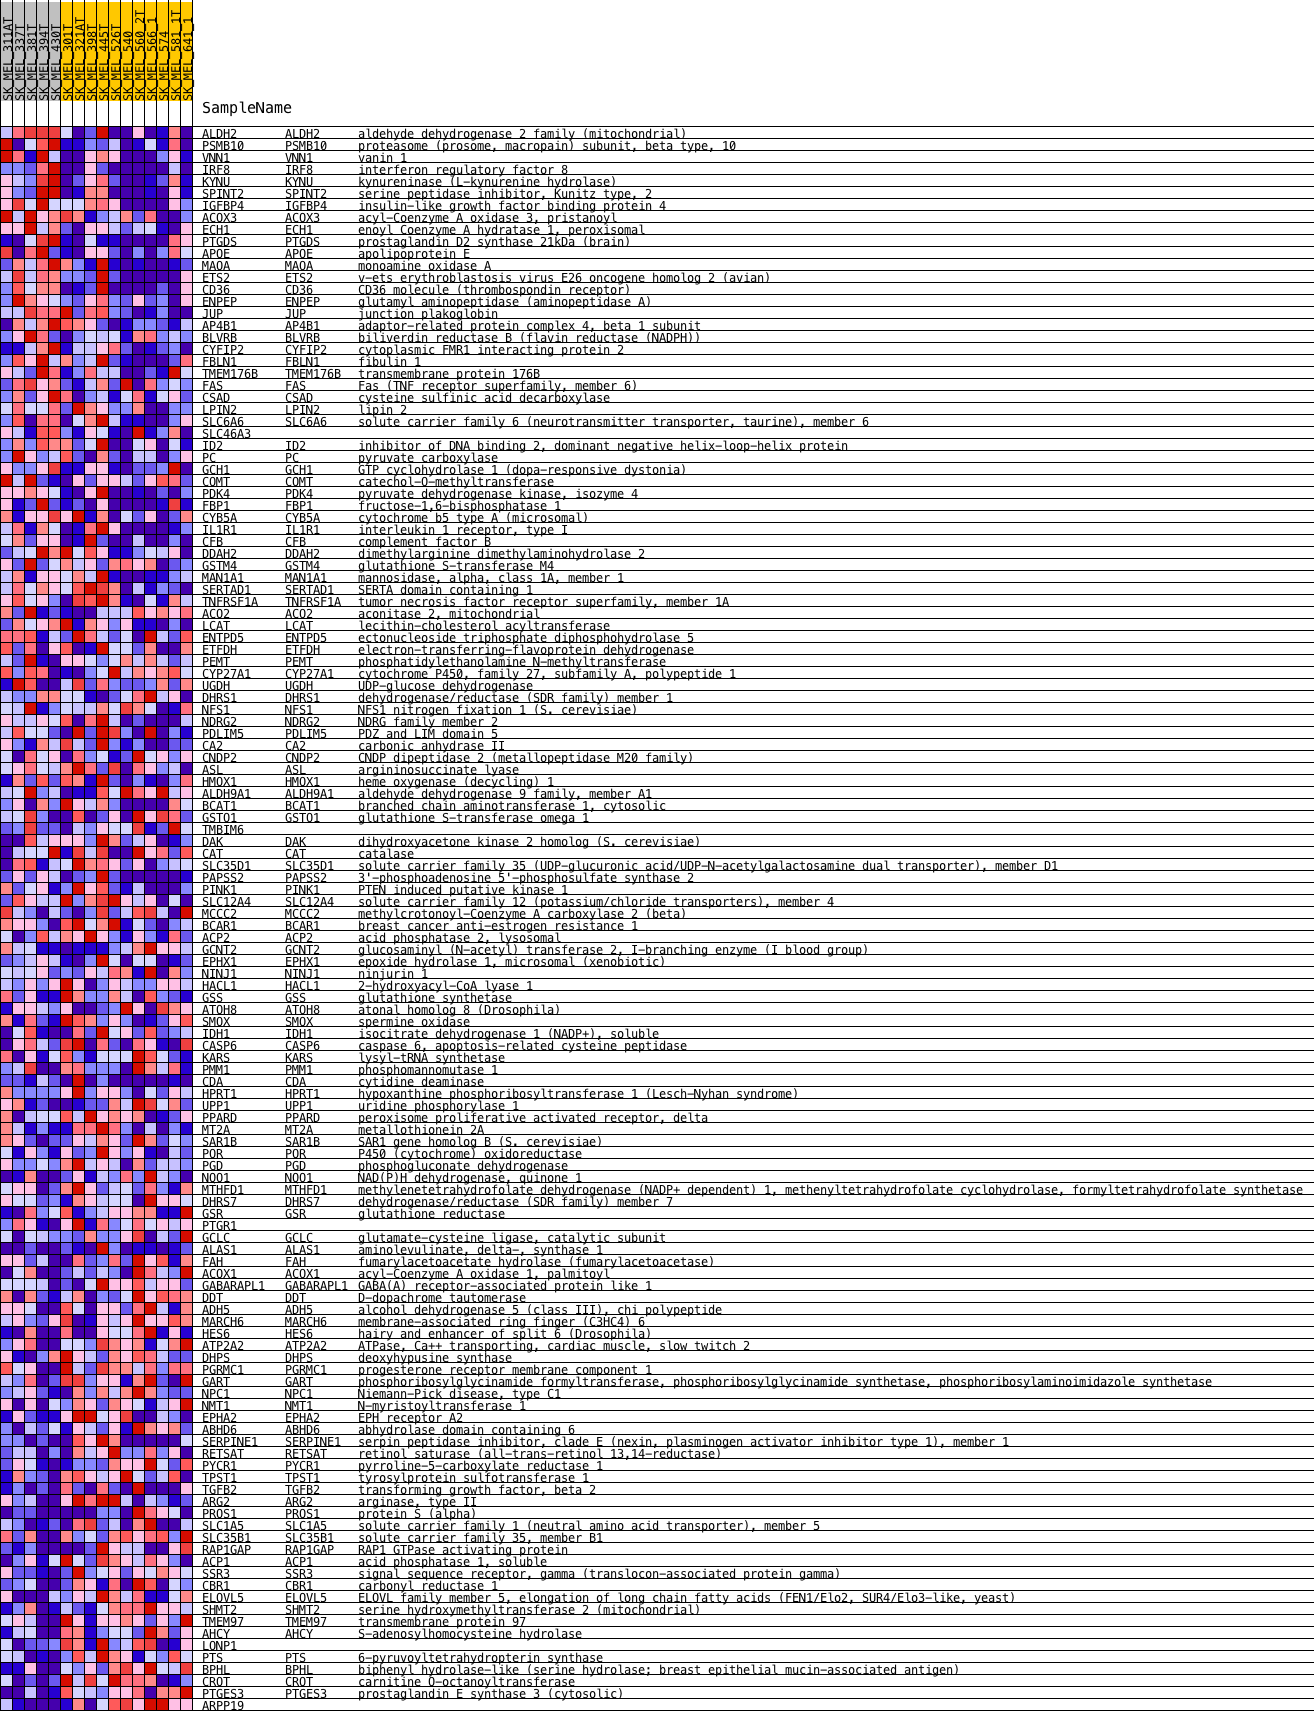 SK_MEL_311AT
SK_MEL_337T
SK_MEL_381T
SK_MEL_394T
SK_MEL_430T
SK_MEL_301T
SK_MEL_321AT
SK_MEL_398T
SK_MEL_445T
SK_MEL_526T
SK_MEL_540
SK_MEL_560_2T
SK_MEL_566_1
SK_MEL_574
SK_MEL_581_1T
SK_MEL_641_1
SampleName
ALDH2 ALDH2 aldehyde dehydrogenase 2 family (mitochondrial)
PSMB10 PSMB10 proteasome (prosome, macropain) subunit, beta type, 10
VNN1 VNN1 vanin 1
IRF8 IRF8 interferon regulatory factor 8
KYNU KYNU kynureninase (L-kynurenine hydrolase)
SPINT2 SPINT2 serine peptidase inhibitor, Kunitz type, 2
IGFBP4 IGFBP4 insulin-like growth factor binding protein 4
ACOX3 ACOX3 acyl-Coenzyme A oxidase 3, pristanoyl
ECH1 ECH1 enoyl Coenzyme A hydratase 1, peroxisomal
PTGDS PTGDS prostaglandin D2 synthase 21kDa (brain)
APOE APOE apolipoprotein E
MAOA MAOA monoamine oxidase A
ETS2 ETS2 v-ets erythroblastosis virus E26 oncogene homolog 2 (avian)
CD36 CD36 CD36 molecule (thrombospondin receptor)
ENPEP ENPEP glutamyl aminopeptidase (aminopeptidase A)
JUP JUP junction plakoglobin
AP4B1 AP4B1 adaptor-related protein complex 4, beta 1 subunit
BLVRB BLVRB biliverdin reductase B (flavin reductase (NADPH))
CYFIP2 CYFIP2 cytoplasmic FMR1 interacting protein 2
FBLN1 FBLN1 fibulin 1
TMEM176B TMEM176B transmembrane protein 176B
FAS FAS Fas (TNF receptor superfamily, member 6)
CSAD CSAD cysteine sulfinic acid decarboxylase
LPIN2 LPIN2 lipin 2
SLC6A6 SLC6A6 solute carrier family 6 (neurotransmitter transporter, taurine), member 6
SLC46A3
ID2 ID2 inhibitor of DNA binding 2, dominant negative helix-loop-helix protein
PC PC pyruvate carboxylase
GCH1 GCH1 GTP cyclohydrolase 1 (dopa-responsive dystonia)
COMT COMT catechol-O-methyltransferase
PDK4 PDK4 pyruvate dehydrogenase kinase, isozyme 4
FBP1 FBP1 fructose-1,6-bisphosphatase 1
CYB5A CYB5A cytochrome b5 type A (microsomal)
IL1R1 IL1R1 interleukin 1 receptor, type I
CFB CFB complement factor B
DDAH2 DDAH2 dimethylarginine dimethylaminohydrolase 2
GSTM4 GSTM4 glutathione S-transferase M4
MAN1A1 MAN1A1 mannosidase, alpha, class 1A, member 1
SERTAD1 SERTAD1 SERTA domain containing 1
TNFRSF1A TNFRSF1A tumor necrosis factor receptor superfamily, member 1A
ACO2 ACO2 aconitase 2, mitochondrial
LCAT LCAT lecithin-cholesterol acyltransferase
ENTPD5 ENTPD5 ectonucleoside triphosphate diphosphohydrolase 5
ETFDH ETFDH electron-transferring-flavoprotein dehydrogenase
PEMT PEMT phosphatidylethanolamine N-methyltransferase
CYP27A1 CYP27A1 cytochrome P450, family 27, subfamily A, polypeptide 1
UGDH UGDH UDP-glucose dehydrogenase
DHRS1 DHRS1 dehydrogenase/reductase (SDR family) member 1
NFS1 NFS1 NFS1 nitrogen fixation 1 (S. cerevisiae)
NDRG2 NDRG2 NDRG family member 2
PDLIM5 PDLIM5 PDZ and LIM domain 5
CA2 CA2 carbonic anhydrase II
CNDP2 CNDP2 CNDP dipeptidase 2 (metallopeptidase M20 family)
ASL ASL argininosuccinate lyase
HMOX1 HMOX1 heme oxygenase (decycling) 1
ALDH9A1 ALDH9A1 aldehyde dehydrogenase 9 family, member A1
BCAT1 BCAT1 branched chain aminotransferase 1, cytosolic
GSTO1 GSTO1 glutathione S-transferase omega 1
TMBIM6
DAK DAK dihydroxyacetone kinase 2 homolog (S. cerevisiae)
CAT CAT catalase
SLC35D1 SLC35D1 solute carrier family 35 (UDP-glucuronic acid/UDP-N-acetylgalactosamine dual transporter), member D1
PAPSS2 PAPSS2 3'-phosphoadenosine 5'-phosphosulfate synthase 2
PINK1 PINK1 PTEN induced putative kinase 1
SLC12A4 SLC12A4 solute carrier family 12 (potassium/chloride transporters), member 4
MCCC2 MCCC2 methylcrotonoyl-Coenzyme A carboxylase 2 (beta)
BCAR1 BCAR1 breast cancer anti-estrogen resistance 1
ACP2 ACP2 acid phosphatase 2, lysosomal
GCNT2 GCNT2 glucosaminyl (N-acetyl) transferase 2, I-branching enzyme (I blood group)
EPHX1 EPHX1 epoxide hydrolase 1, microsomal (xenobiotic)
NINJ1 NINJ1 ninjurin 1
HACL1 HACL1 2-hydroxyacyl-CoA lyase 1
GSS GSS glutathione synthetase
ATOH8 ATOH8 atonal homolog 8 (Drosophila)
SMOX SMOX spermine oxidase
IDH1 IDH1 isocitrate dehydrogenase 1 (NADP+), soluble
CASP6 CASP6 caspase 6, apoptosis-related cysteine peptidase
KARS KARS lysyl-tRNA synthetase
PMM1 PMM1 phosphomannomutase 1
CDA CDA cytidine deaminase
HPRT1 HPRT1 hypoxanthine phosphoribosyltransferase 1 (Lesch-Nyhan syndrome)
UPP1 UPP1 uridine phosphorylase 1
PPARD PPARD peroxisome proliferative activated receptor, delta
MT2A MT2A metallothionein 2A
SAR1B SAR1B SAR1 gene homolog B (S. cerevisiae)
POR POR P450 (cytochrome) oxidoreductase
PGD PGD phosphogluconate dehydrogenase
NQO1 NQO1 NAD(P)H dehydrogenase, quinone 1
MTHFD1 MTHFD1 methylenetetrahydrofolate dehydrogenase (NADP+ dependent) 1, methenyltetrahydrofolate cyclohydrolase, formyltetrahydrofolate synthetase
DHRS7 DHRS7 dehydrogenase/reductase (SDR family) member 7
GSR GSR glutathione reductase
PTGR1
GCLC GCLC glutamate-cysteine ligase, catalytic subunit
ALAS1 ALAS1 aminolevulinate, delta-, synthase 1
FAH FAH fumarylacetoacetate hydrolase (fumarylacetoacetase)
ACOX1 ACOX1 acyl-Coenzyme A oxidase 1, palmitoyl
GABARAPL1 GABARAPL1 GABA(A) receptor-associated protein like 1
DDT DDT D-dopachrome tautomerase
ADH5 ADH5 alcohol dehydrogenase 5 (class III), chi polypeptide
MARCH6 MARCH6 membrane-associated ring finger (C3HC4) 6
HES6 HES6 hairy and enhancer of split 6 (Drosophila)
ATP2A2 ATP2A2 ATPase, Ca++ transporting, cardiac muscle, slow twitch 2
DHPS DHPS deoxyhypusine synthase
PGRMC1 PGRMC1 progesterone receptor membrane component 1
GART GART phosphoribosylglycinamide formyltransferase, phosphoribosylglycinamide synthetase, phosphoribosylaminoimidazole synthetase
NPC1 NPC1 Niemann-Pick disease, type C1
NMT1 NMT1 N-myristoyltransferase 1
EPHA2 EPHA2 EPH receptor A2
ABHD6 ABHD6 abhydrolase domain containing 6
SERPINE1 SERPINE1 serpin peptidase inhibitor, clade E (nexin, plasminogen activator inhibitor type 1), member 1
RETSAT RETSAT retinol saturase (all-trans-retinol 13,14-reductase)
PYCR1 PYCR1 pyrroline-5-carboxylate reductase 1
TPST1 TPST1 tyrosylprotein sulfotransferase 1
TGFB2 TGFB2 transforming growth factor, beta 2
ARG2 ARG2 arginase, type II
PROS1 PROS1 protein S (alpha)
SLC1A5 SLC1A5 solute carrier family 1 (neutral amino acid transporter), member 5
SLC35B1 SLC35B1 solute carrier family 35, member B1
RAP1GAP RAP1GAP RAP1 GTPase activating protein
ACP1 ACP1 acid phosphatase 1, soluble
SSR3 SSR3 signal sequence receptor, gamma (translocon-associated protein gamma)
CBR1 CBR1 carbonyl reductase 1
ELOVL5 ELOVL5 ELOVL family member 5, elongation of long chain fatty acids (FEN1/Elo2, SUR4/Elo3-like, yeast)
SHMT2 SHMT2 serine hydroxymethyltransferase 2 (mitochondrial)
TMEM97 TMEM97 transmembrane protein 97
AHCY AHCY S-adenosylhomocysteine hydrolase
LONP1
PTS PTS 6-pyruvoyltetrahydropterin synthase
BPHL BPHL biphenyl hydrolase-like (serine hydrolase; breast epithelial mucin-associated antigen)
CROT CROT carnitine O-octanoyltransferase
PTGES3 PTGES3 prostaglandin E synthase 3 (cytosolic)
ARPP19